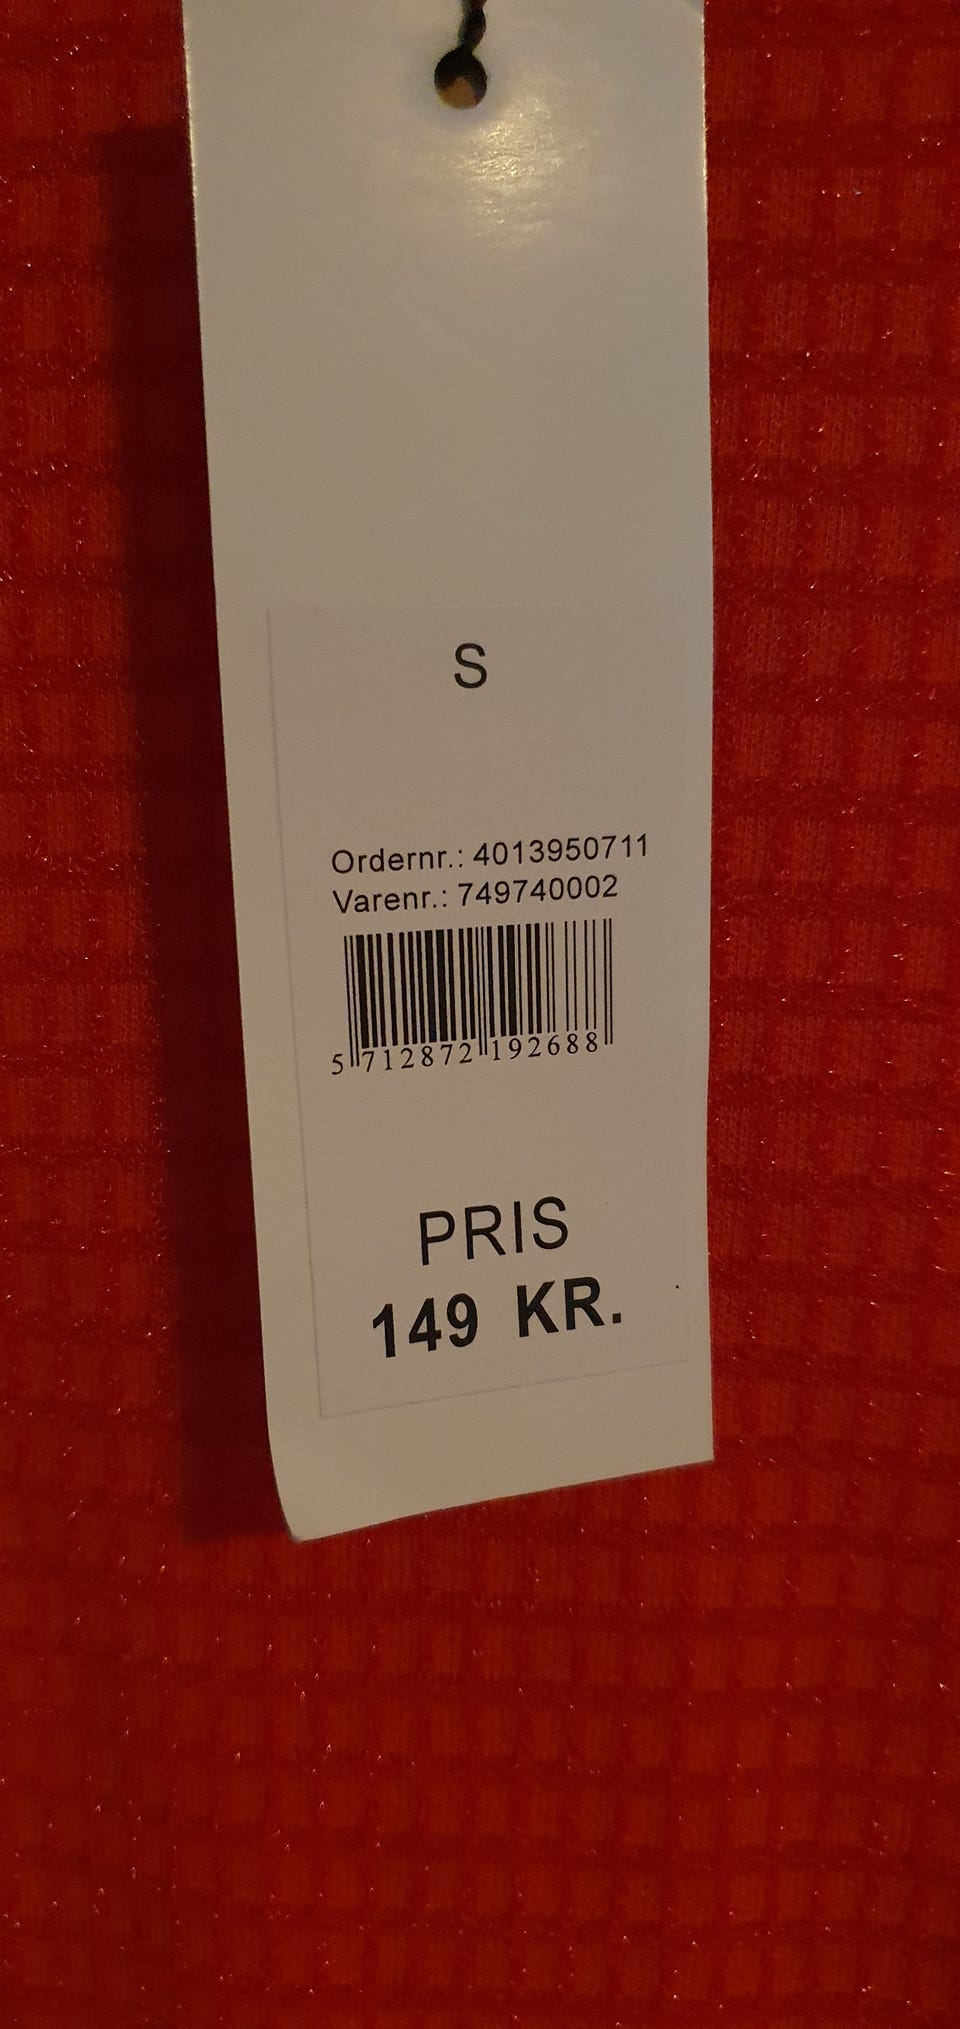 S
Ordernr.: 4013950711
Varenr.: 749740002
5 712872 192688
PRIS
149 KR.